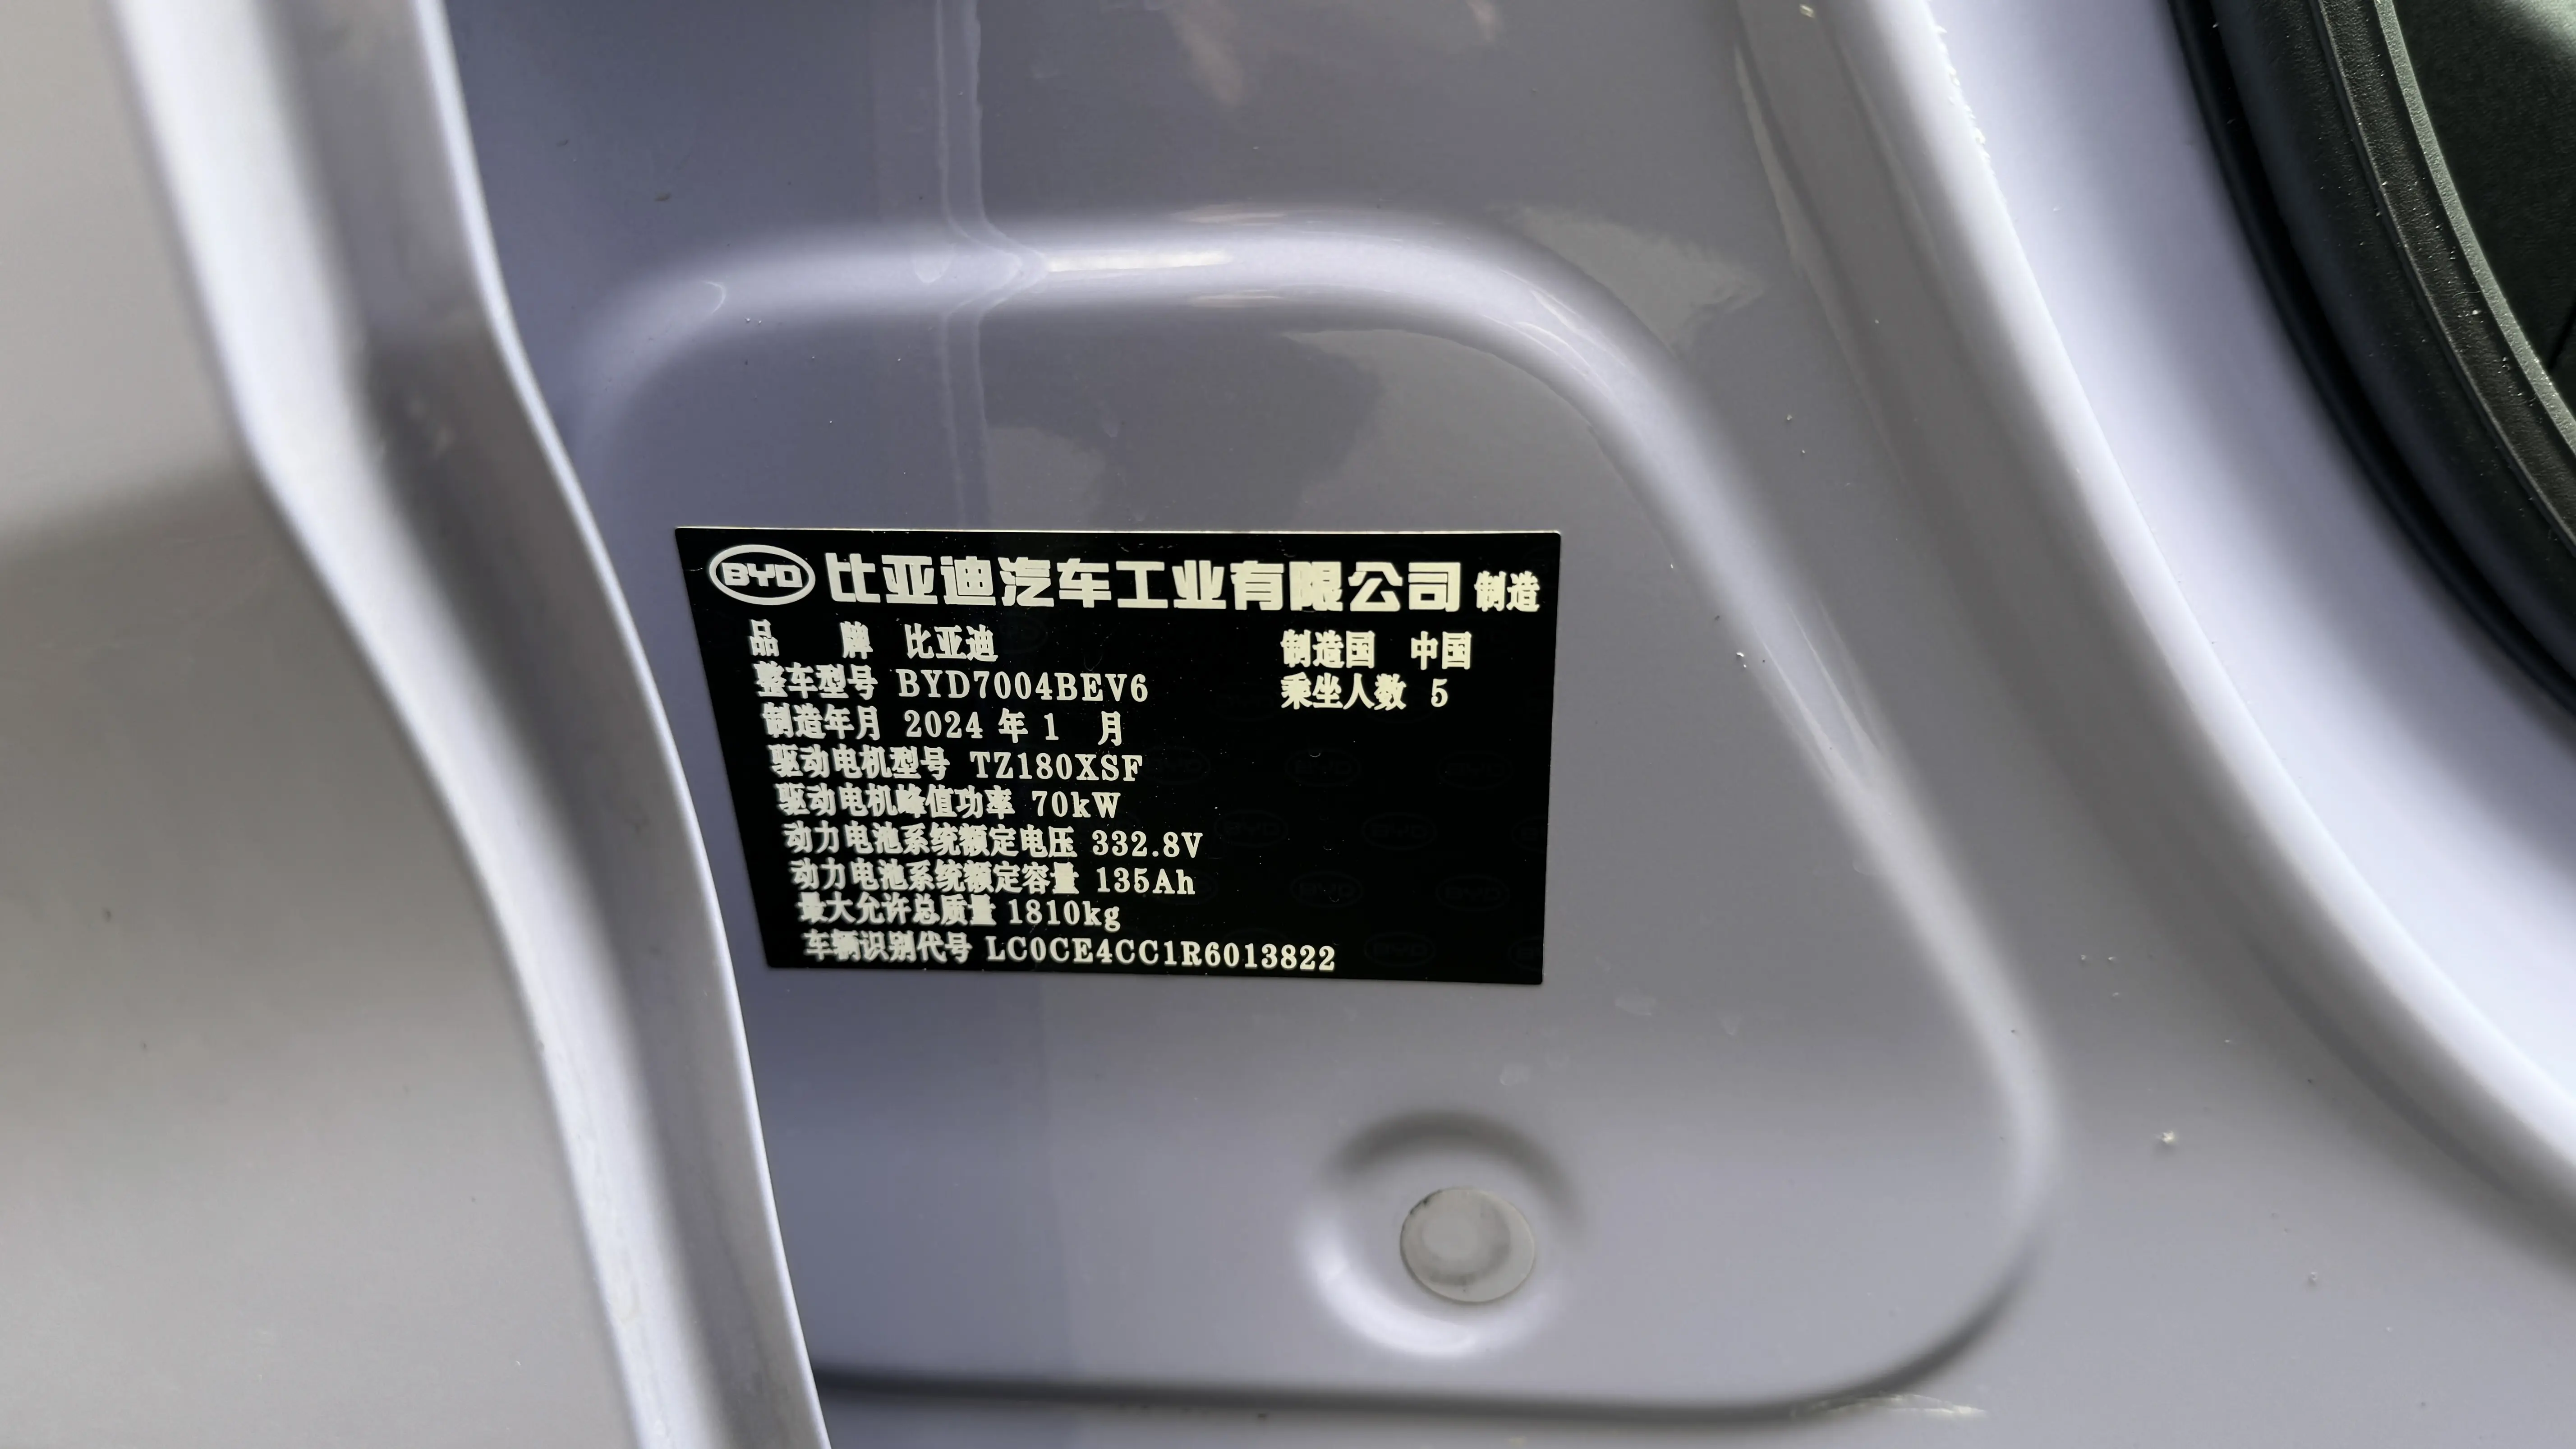 BYD 比亚迪汽车工业有限公司 制造
品 牌 比亚迪 制造国 中国
整车型号 BYD7004BEV6 乘坐人数 5
制造年月 2024 年 1 月
驱动电机型号 TZ180XSF
驱动电机峰值功率 70kW
动力电池系统额定电压 332.8V
动力电池系统额定容量 135Ah
最大允许总质量 1810kg
车辆识别代号 LC0CE4CC1R6013822